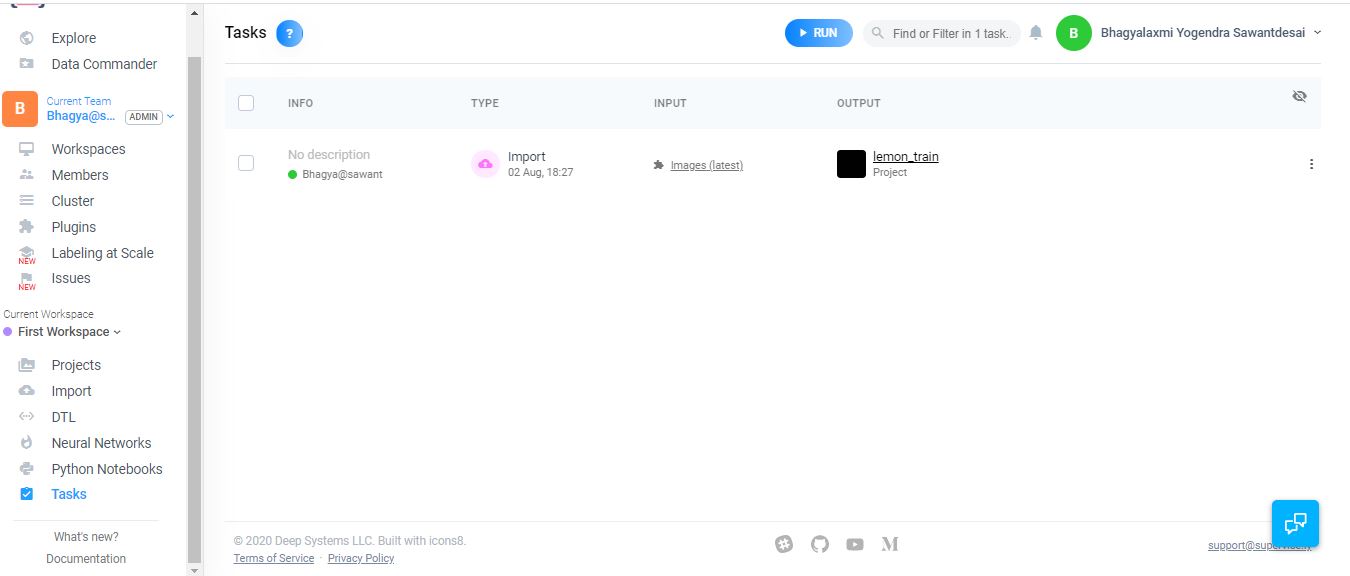 Explore
Data Commander
B
Current Team
Bhagya@s...
ADMIN
Workspaces
Members
Cluster
Plugins
Labeling at Scale
NEW
Issues
NEW
Current Workspace
First Workspace
Projects
Import
DTL
Neural Networks
Python Notebooks
Tasks
What's new?
Documentation
Tasks ?
RUN
Find or Filter in 1 task..
B
Bhagyalaxmi Yogendra Sawantdesai
INFO TYPE INPUT OUTPUT
No description
Bhagya@sawant
Import
02 Aug, 18:27
Images (latest)
lemon_train
Project
© 2020 Deep Systems LLC. Built with icons8.
Terms of Service · Privacy Policy
M